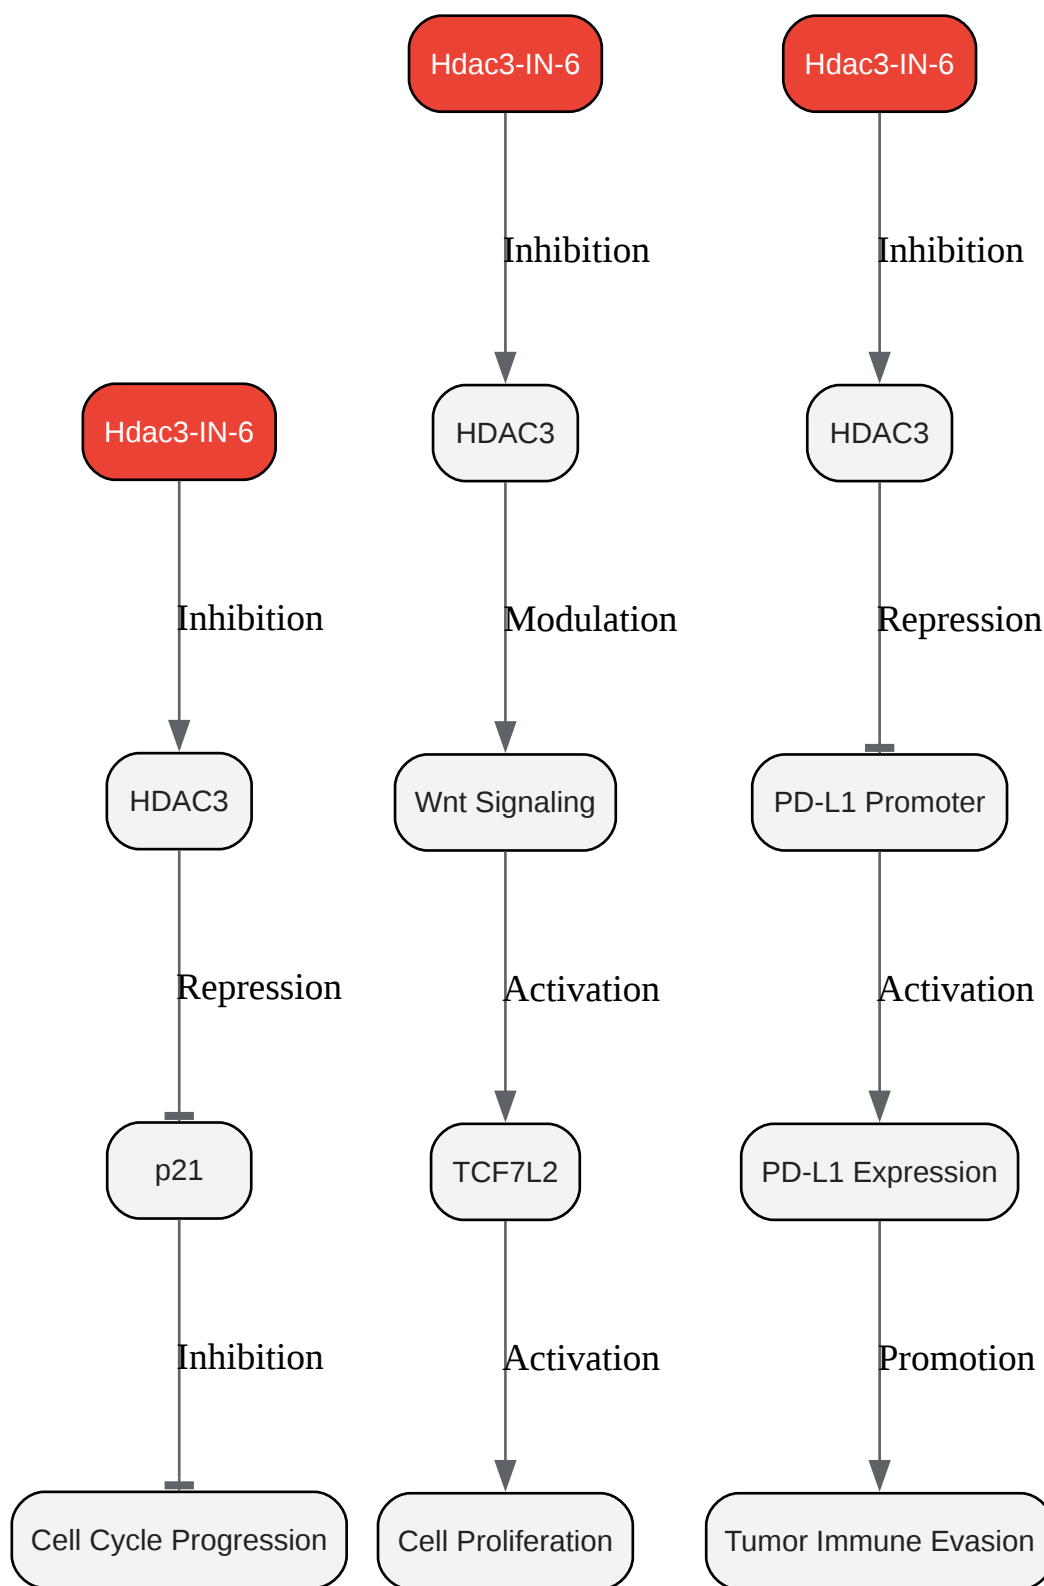 Hdac3-IN-6
Inhibition
HDAC3
Repression
p21
Inhibition
Cell Cycle Progression
Hdac3-IN-6
Inhibition
HDAC3
Modulation
Wnt Signaling
Activation
TCF7L2
Activation
Cell Proliferation
Hdac3-IN-6
Inhibition
HDAC3
Repression
PD-L1 Promoter
Activation
PD-L1 Expression
Promotion
Tumor Immune Evasion